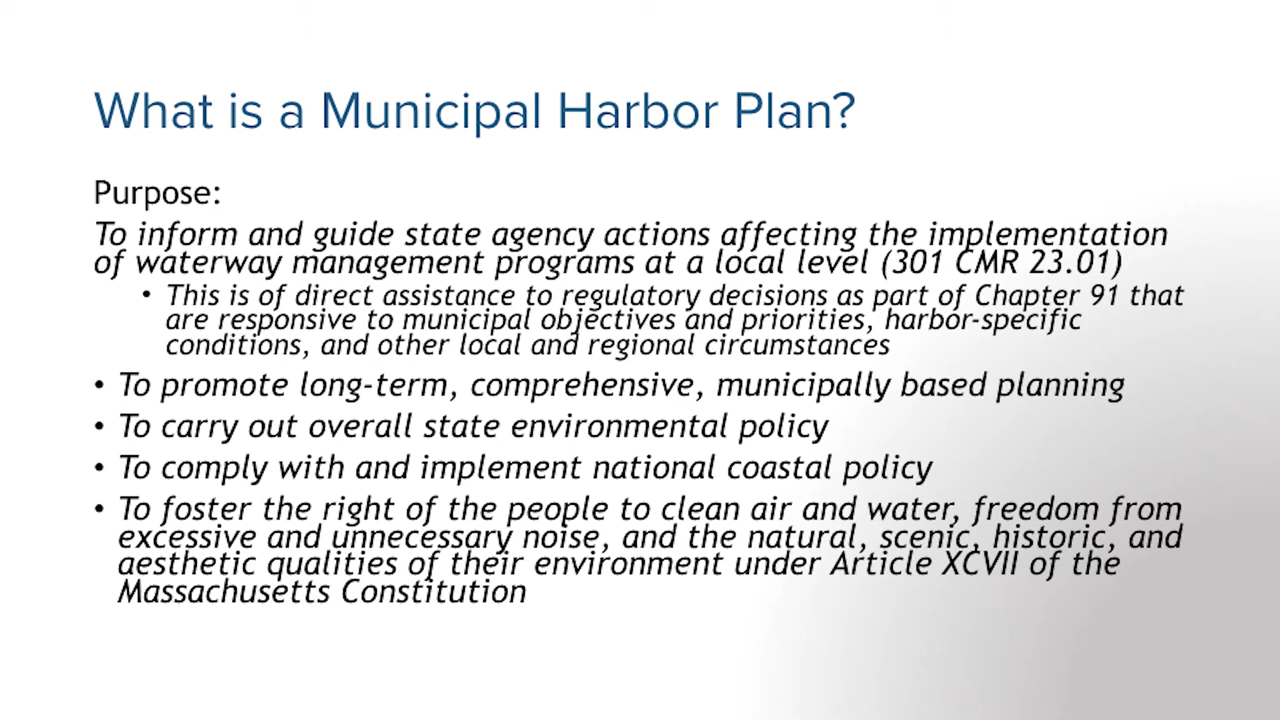 What is a Municipal Harbor Plan?
Purpose:
To inform and guide state agency actions affecting the implementation
of waterway management programs at a local level (301 CMR 23.01)
• This is of direct assistance to regulatory decisions as part of Chapter 91 that
are responsive to municipal objectives and priorities, harbor-specific
conditions, and other local and regional circumstances
• To promote long-term, comprehensive, municipally based planning
• To carry out overall state environmental policy
• To comply with and implement national coastal policy
• To foster the right of the people to clean air and water, freedom from
excessive and unnecessary noise, and the natural, scenic, historic, and
aesthetic qualities of their environment under Article XCVII of the
Massachusetts Constitution